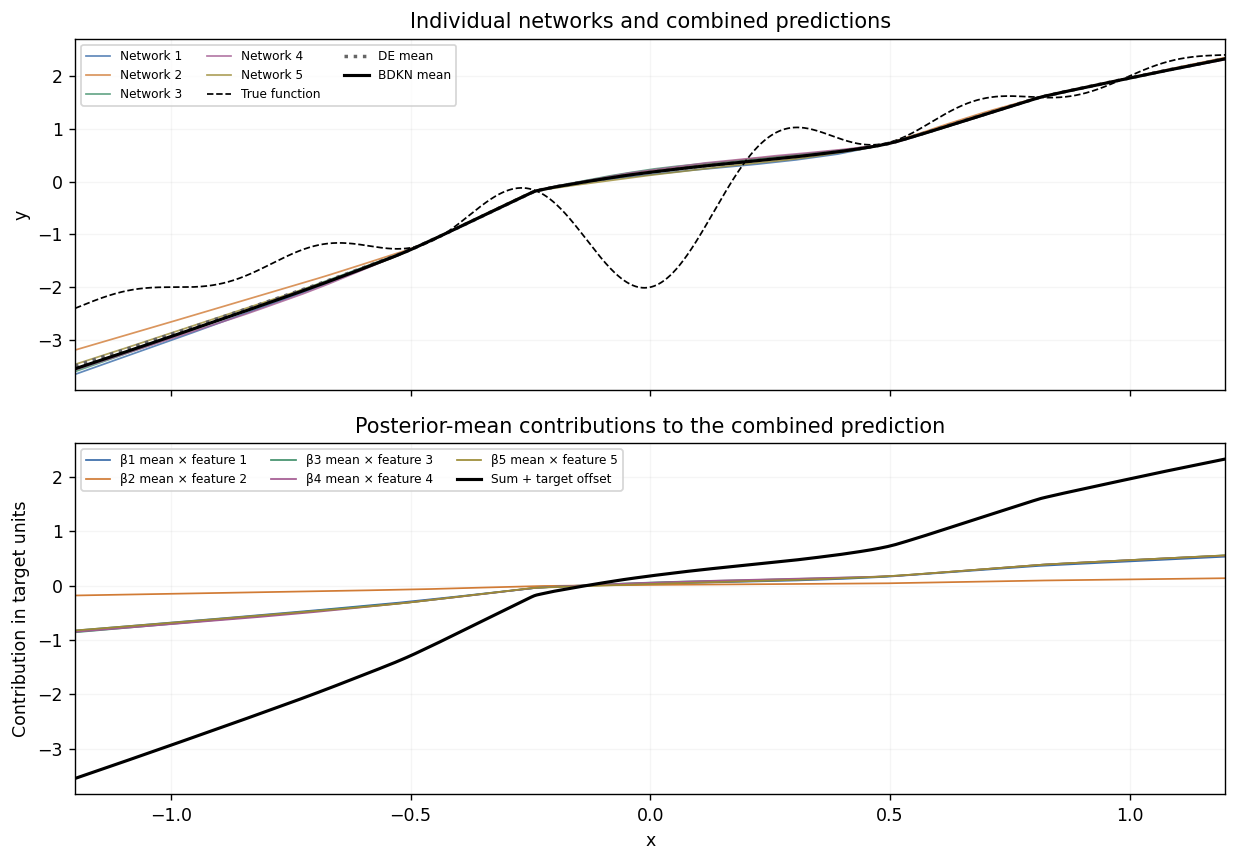 Individual networks and combined predictions
Network 1
Network 2
Network 3
Network 4
Network 5
True function
DE mean
BDKN mean
y
2
1
0
−1
−2
−3
Posterior-mean contributions to the combined prediction
β1 mean × feature 1
β2 mean × feature 2
β3 mean × feature 3
β4 mean × feature 4
β5 mean × feature 5
Sum + target offset
Contribution in target units
2
1
0
−1
−2
−3
−1.0
−0.5
0.0
0.5
1.0
x